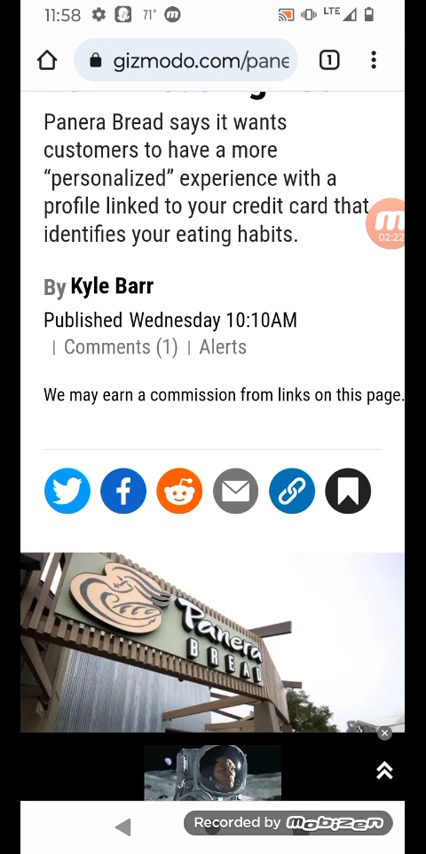 11:58 71° LTE
gizmodo.com/pane 1
Panera Bread says it wants
customers to have a more
“personalized” experience with a
profile linked to your credit card that
identifies your eating habits.
m
02:22
By Kyle Barr
Published Wednesday 10:10AM
| Comments (1) | Alerts
We may earn a commission from links on this page.
Panera
BREAD
Recorded by mobizen